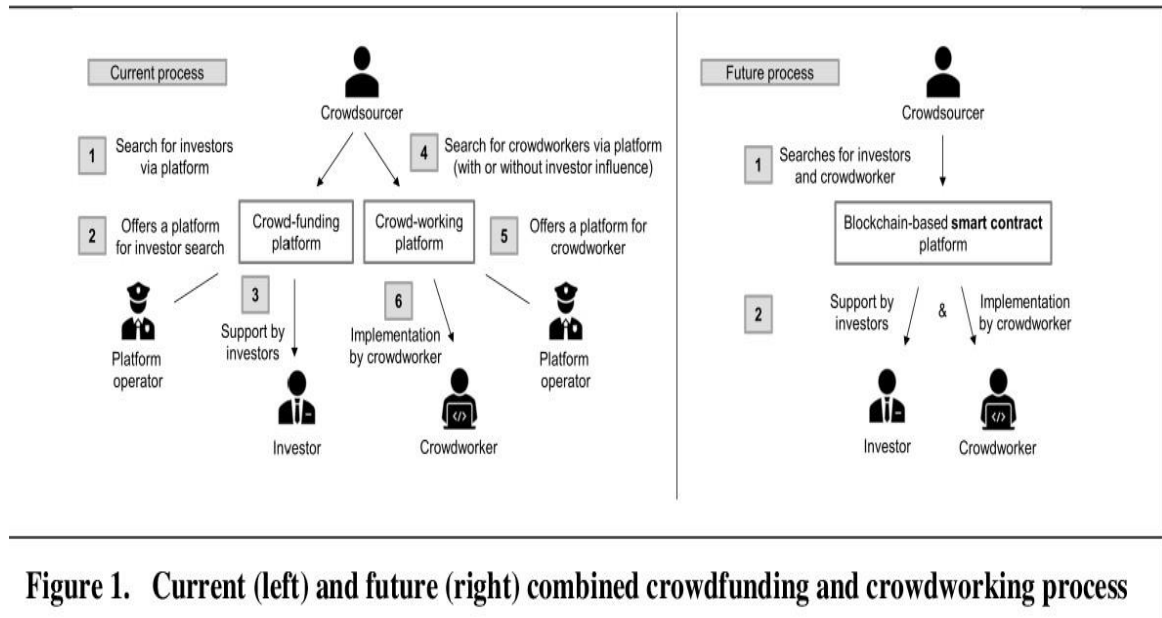 Current process
Crowdsourcer
1
Search for investors
via platform
4
Search for crowdworkers via platform
(with or without investor influence)
2
Offers a platform
for investor search
Crowd-funding
platform
Crowd-working
platform
5
Offers a platform for
crowdworker
3
Support by
investors
6
Implementation
by crowdworker
Platform
operator
Platform
operator
Investor
Crowdworker
Future process
Crowdsourcer
1
Searches for investors
and crowdworker
Blockchain-based smart contract
platform
2
Support by
investors
&
Implementation
by crowdworker
Investor
Crowdworker
Figure 1. Current (left) and future (right) combined crowdfunding and crowdworking process